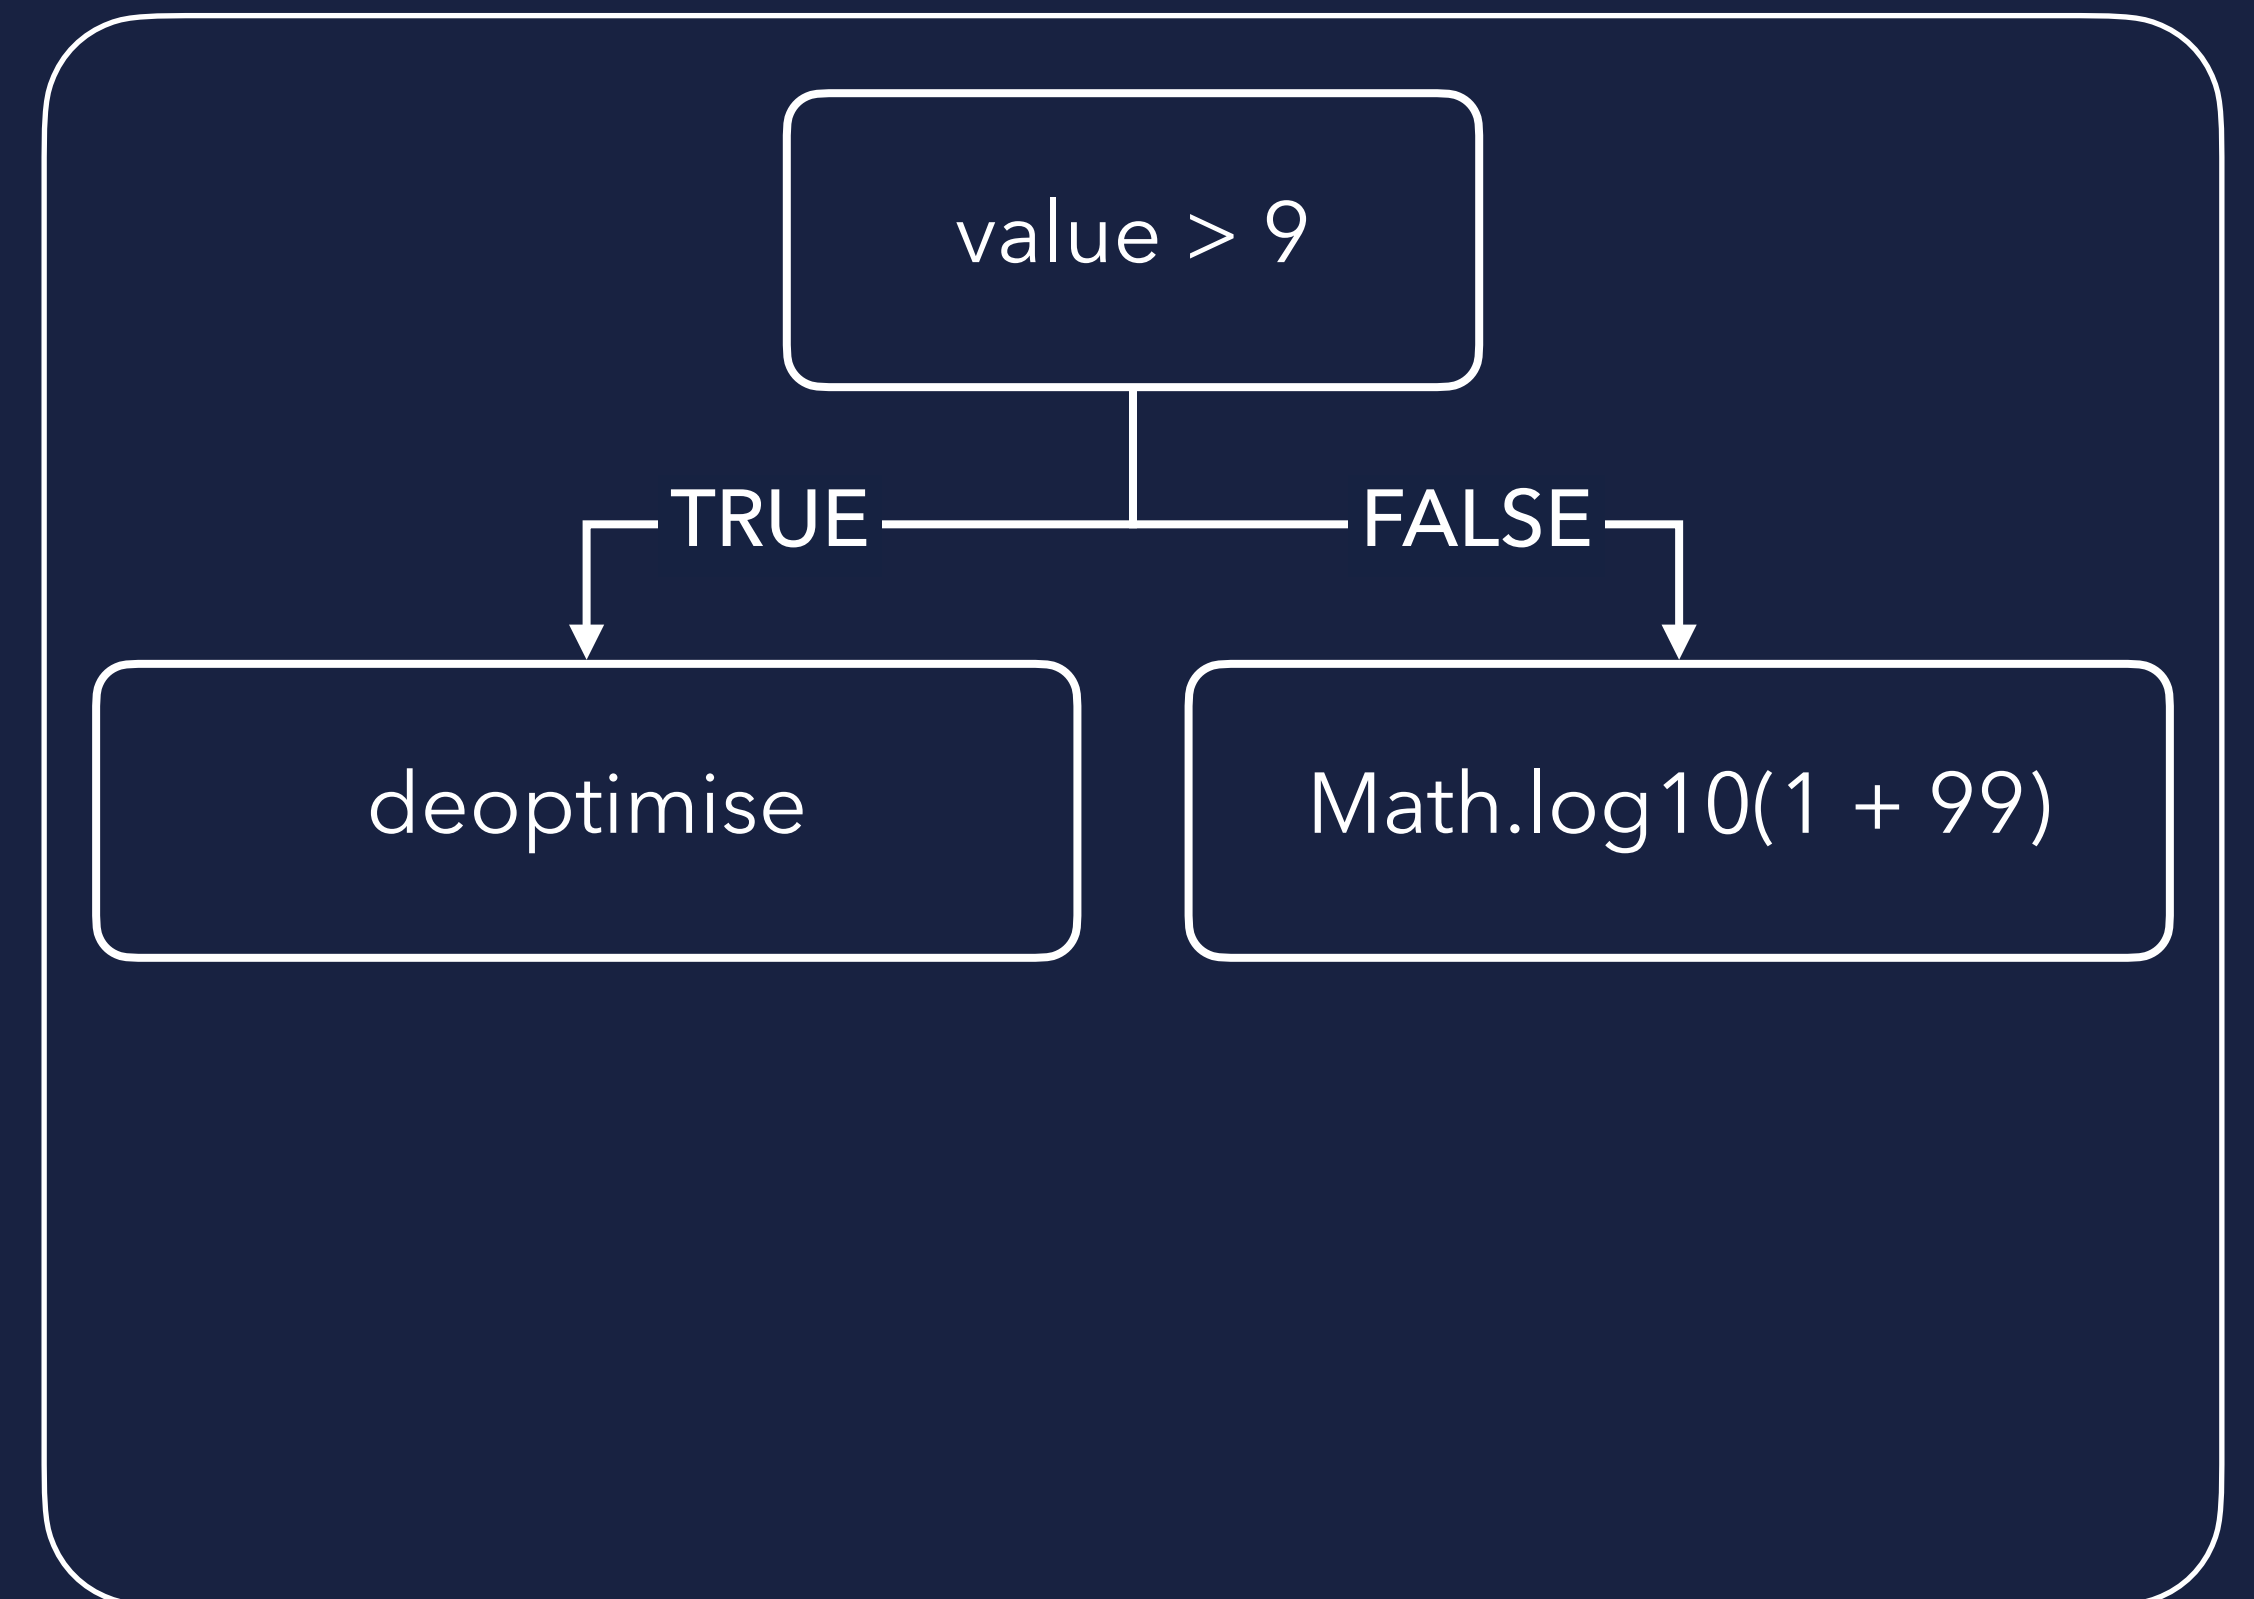 value > 9
TRUE
FALSE
deoptimise
Math.log10(1 + 99)